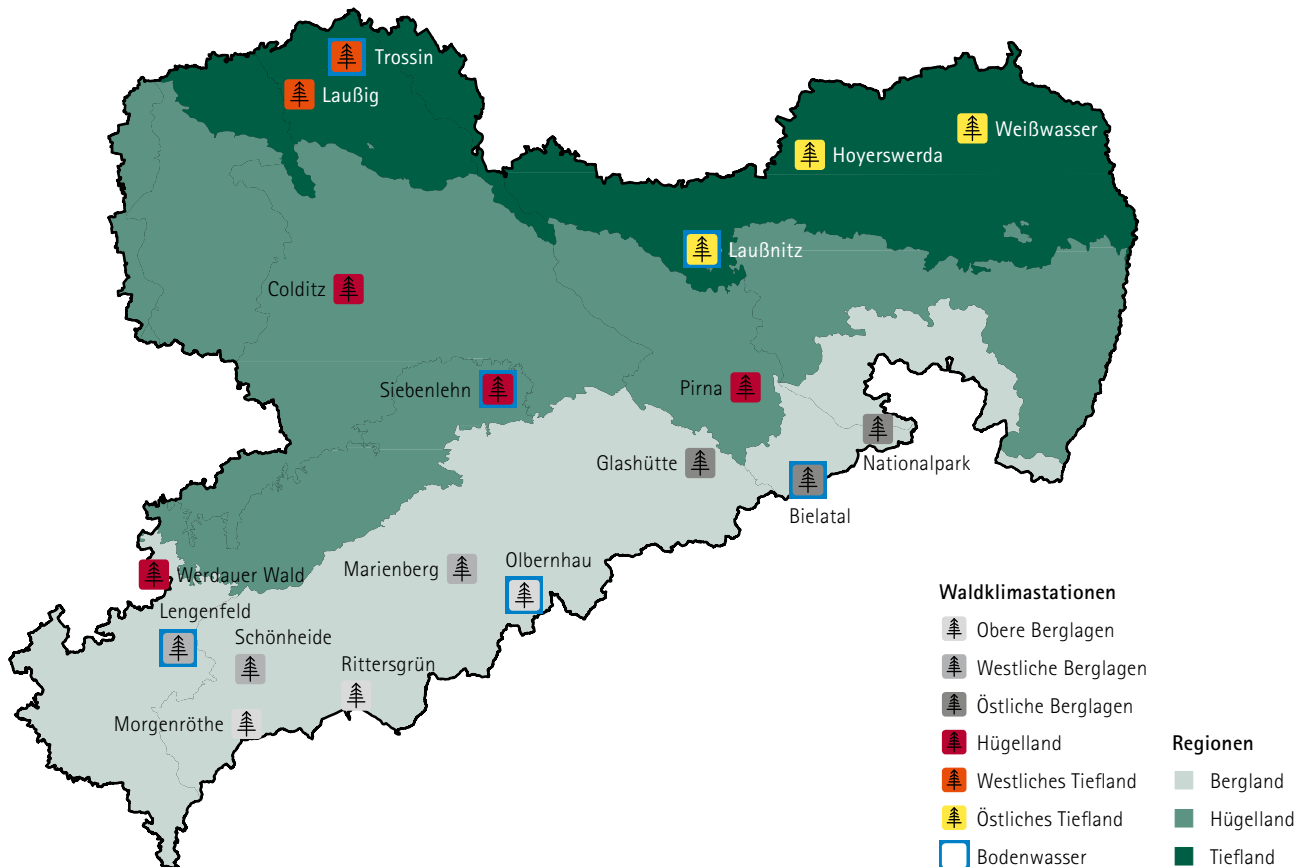 Trossin
Laußig
Weißwasser
Hoyerswerda
Laußnitz
Colditz
Siebenlehn
Pirna
Nationalpark
Glashütte
Bielatal
Olbernhau
Marienberg
Werdauer Wald
Lengenfeld
Schönheide
Rittersgrün
Morgenröthe
Waldklimastationen
Obere Berglagen
Westliche Berglagen
Östliche Berglagen
Hügelland
Westliches Tiefland
Östliches Tiefland
Bodenwasser
Regionen
Bergland
Hügelland
Tiefland